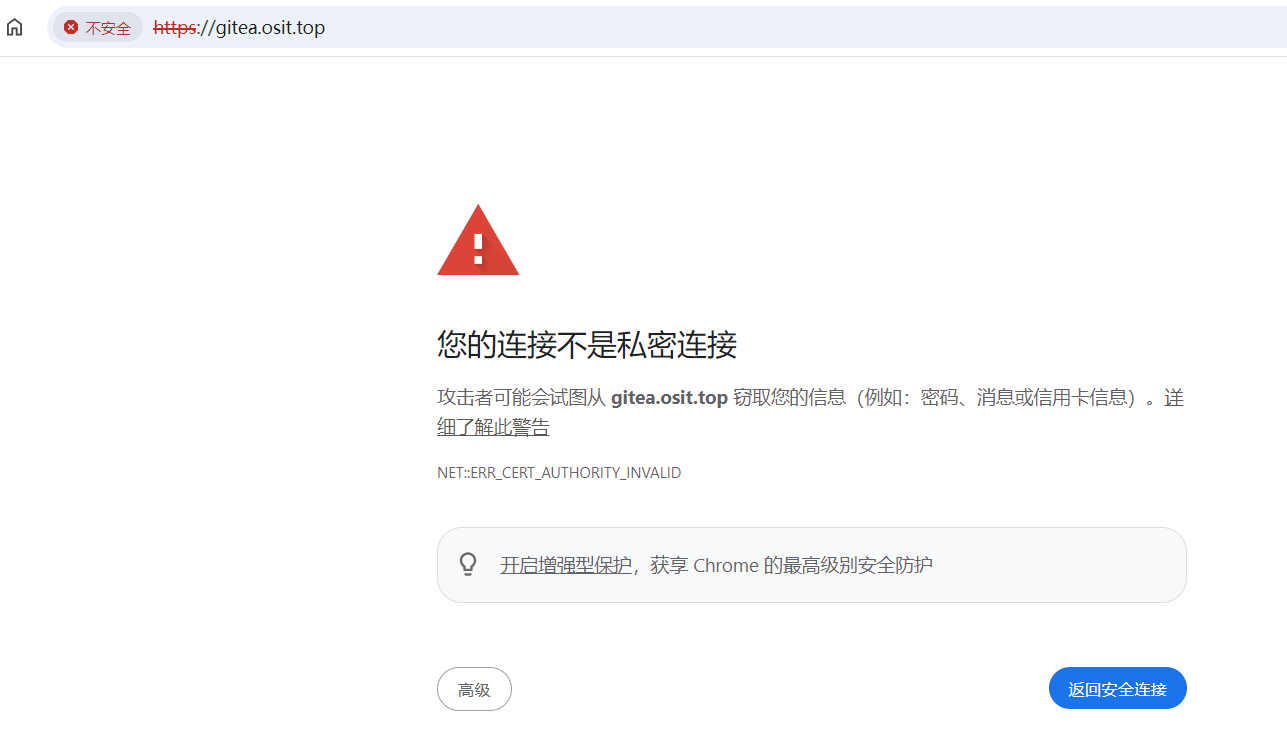 不安全 https://gitea.osit.top
您的连接不是私密连接
攻击者可能会试图从 gitea.osit.top 窃取您的信息（例如：密码、消息或信用卡信息）。详
细了解此警告
NET::ERR_CERT_AUTHORITY_INVALID
开启增强型保护，获享 Chrome 的最高级别安全防护
高级 返回安全连接